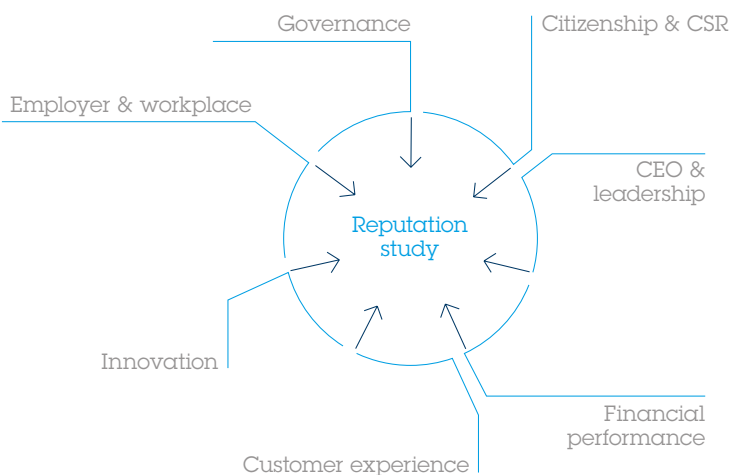 Governance
Citizenship & CSR
Employer & workplace
CEO &
leadership
Reputation
study
Innovation
Financial
performance
Customer experience